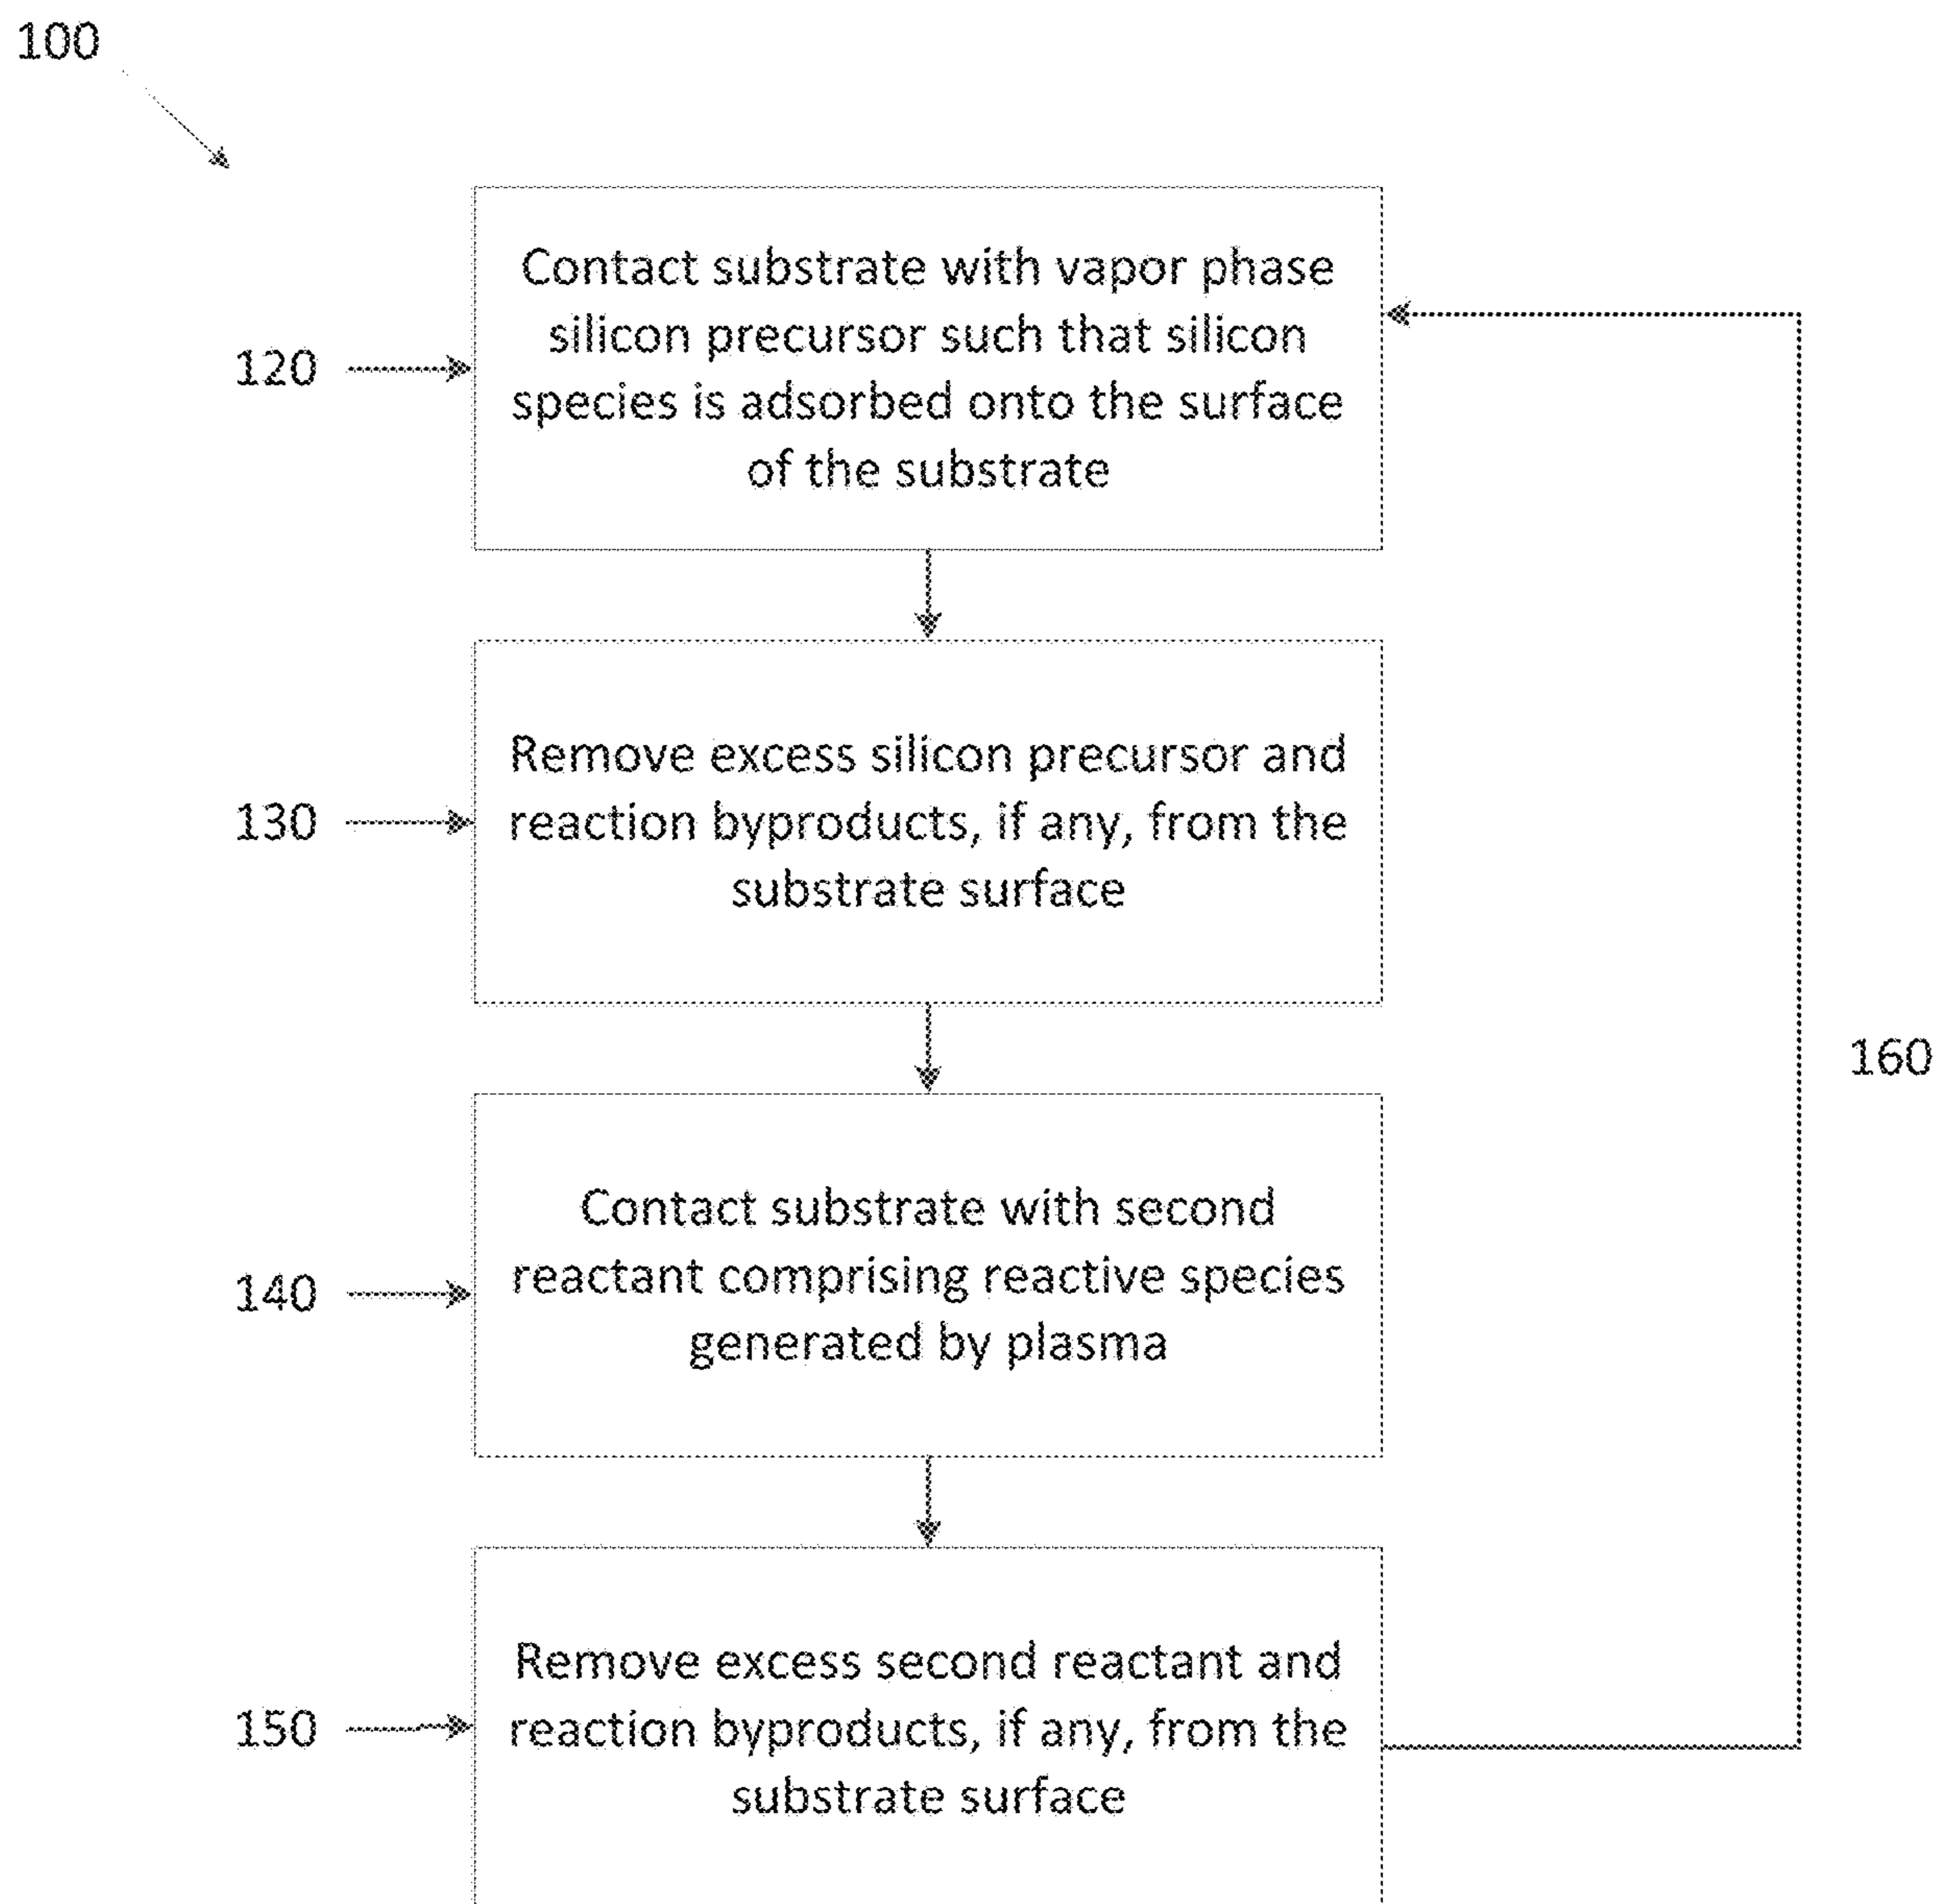 100
Contact substrate with vapor phase
silicon precursor such that silicon
species is adsorbed onto the surface
of the substrate
120
Remove excess silicon precursor and
reaction byproducts, if any, from the
substrate surface
130
160
Contact substrate with second
reactant comprising reactive species
generated by plasma
140
Remove excess second reactant and
reaction byproducts, if any, from the
substrate surface
150